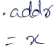 . addr
= x